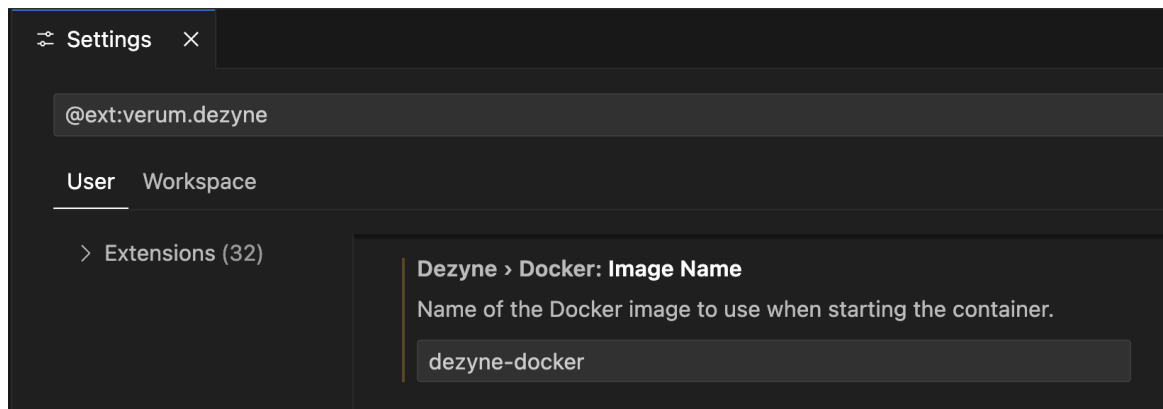 Settings
@ext:verum.dezyne
User Workspace
Extensions (32)
Dezyne › Docker: Image Name
Name of the Docker image to use when starting the container.
dezyne-docker